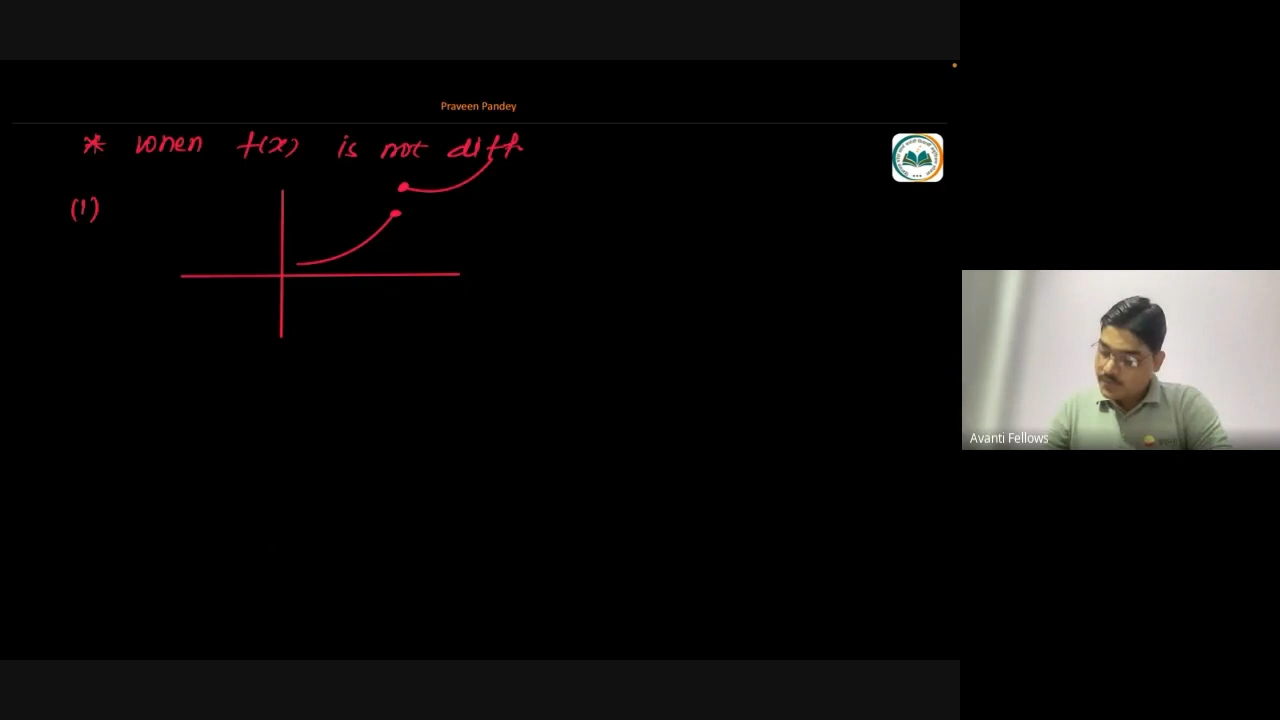 Praveen Pandey
* when f(x) is not diff
(1)
Avanti Fellows